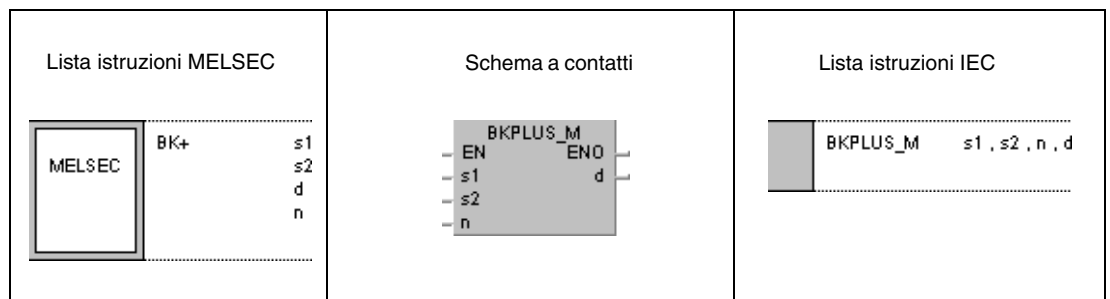 Lista istruzioni MELSEC
MELSEC
BK+ s1
s2
d
n
Schema a contatti
BKPLUS_M
EN ENO
s1 d
s2
n
Lista istruzioni IEC
BKPLUS_M s1 , s2 , n , d